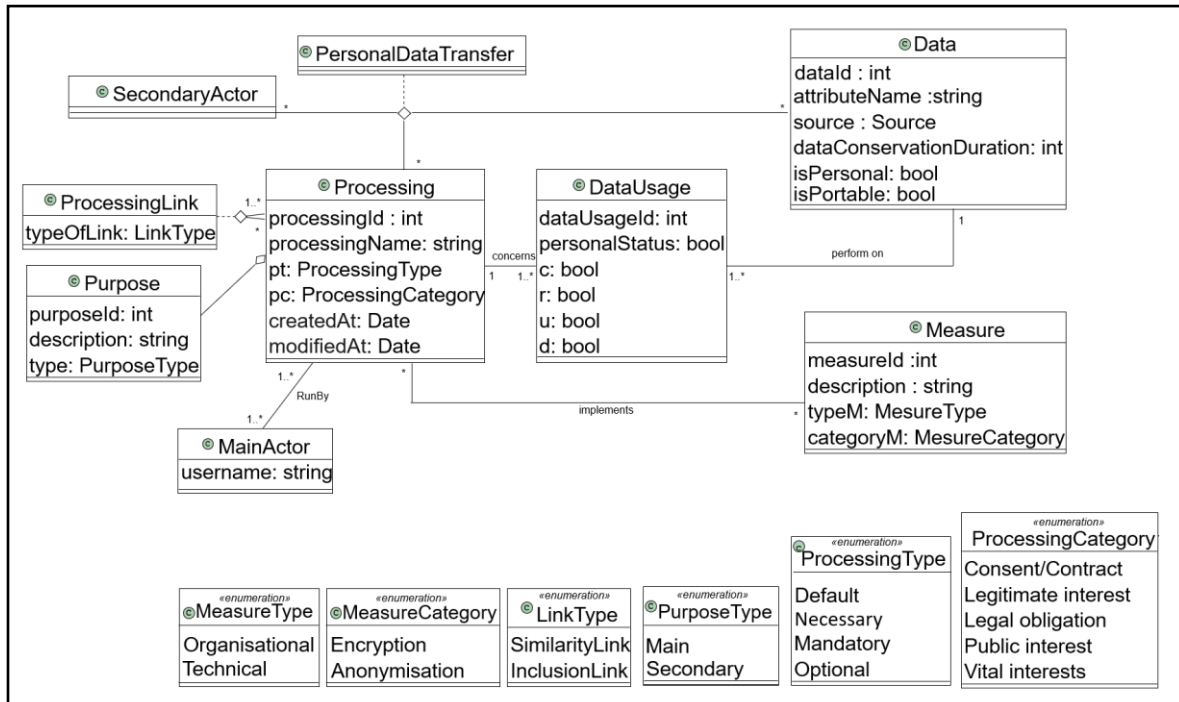 PersonalDataTransfer
SecondaryActor
*
*
*
Data
dataId : int
attributeName :string
source : Source
dataConservationDuration: int
isPersonal: bool
isPortable: bool
1
ProcessingLink
typeOfLink: LinkType
1..*
*
Processing
processingId : int
processingName: string
pt: ProcessingType
pc: ProcessingCategory
createdAt: Date
modifiedAt: Date
concerns
1
1..*
DataUsage
dataUsageId: int
personalStatus: bool
c: bool
r: bool
u: bool
d: bool
1..*
perform on
Purpose
purposeId: int
description: string
type: PurposeType
Measure
measureId :int
description : string
typeM: MesureType
categoryM: MesureCategory
1..*
RunBy
1..*
*
implements
*
MainActor
username: string
«enumeration»
MeasureType
Organisational
Technical
«enumeration»
MeasureCategory
Encryption
Anonymisation
«enumeration»
LinkType
SimilarityLink
InclusionLink
«enumeration»
PurposeType
Main
Secondary
«enumeration»
ProcessingType
Default
Necessary
Mandatory
Optional
«enumeration»
ProcessingCategory
Consent/Contract
Legitimate interest
Legal obligation
Public interest
Vital interests